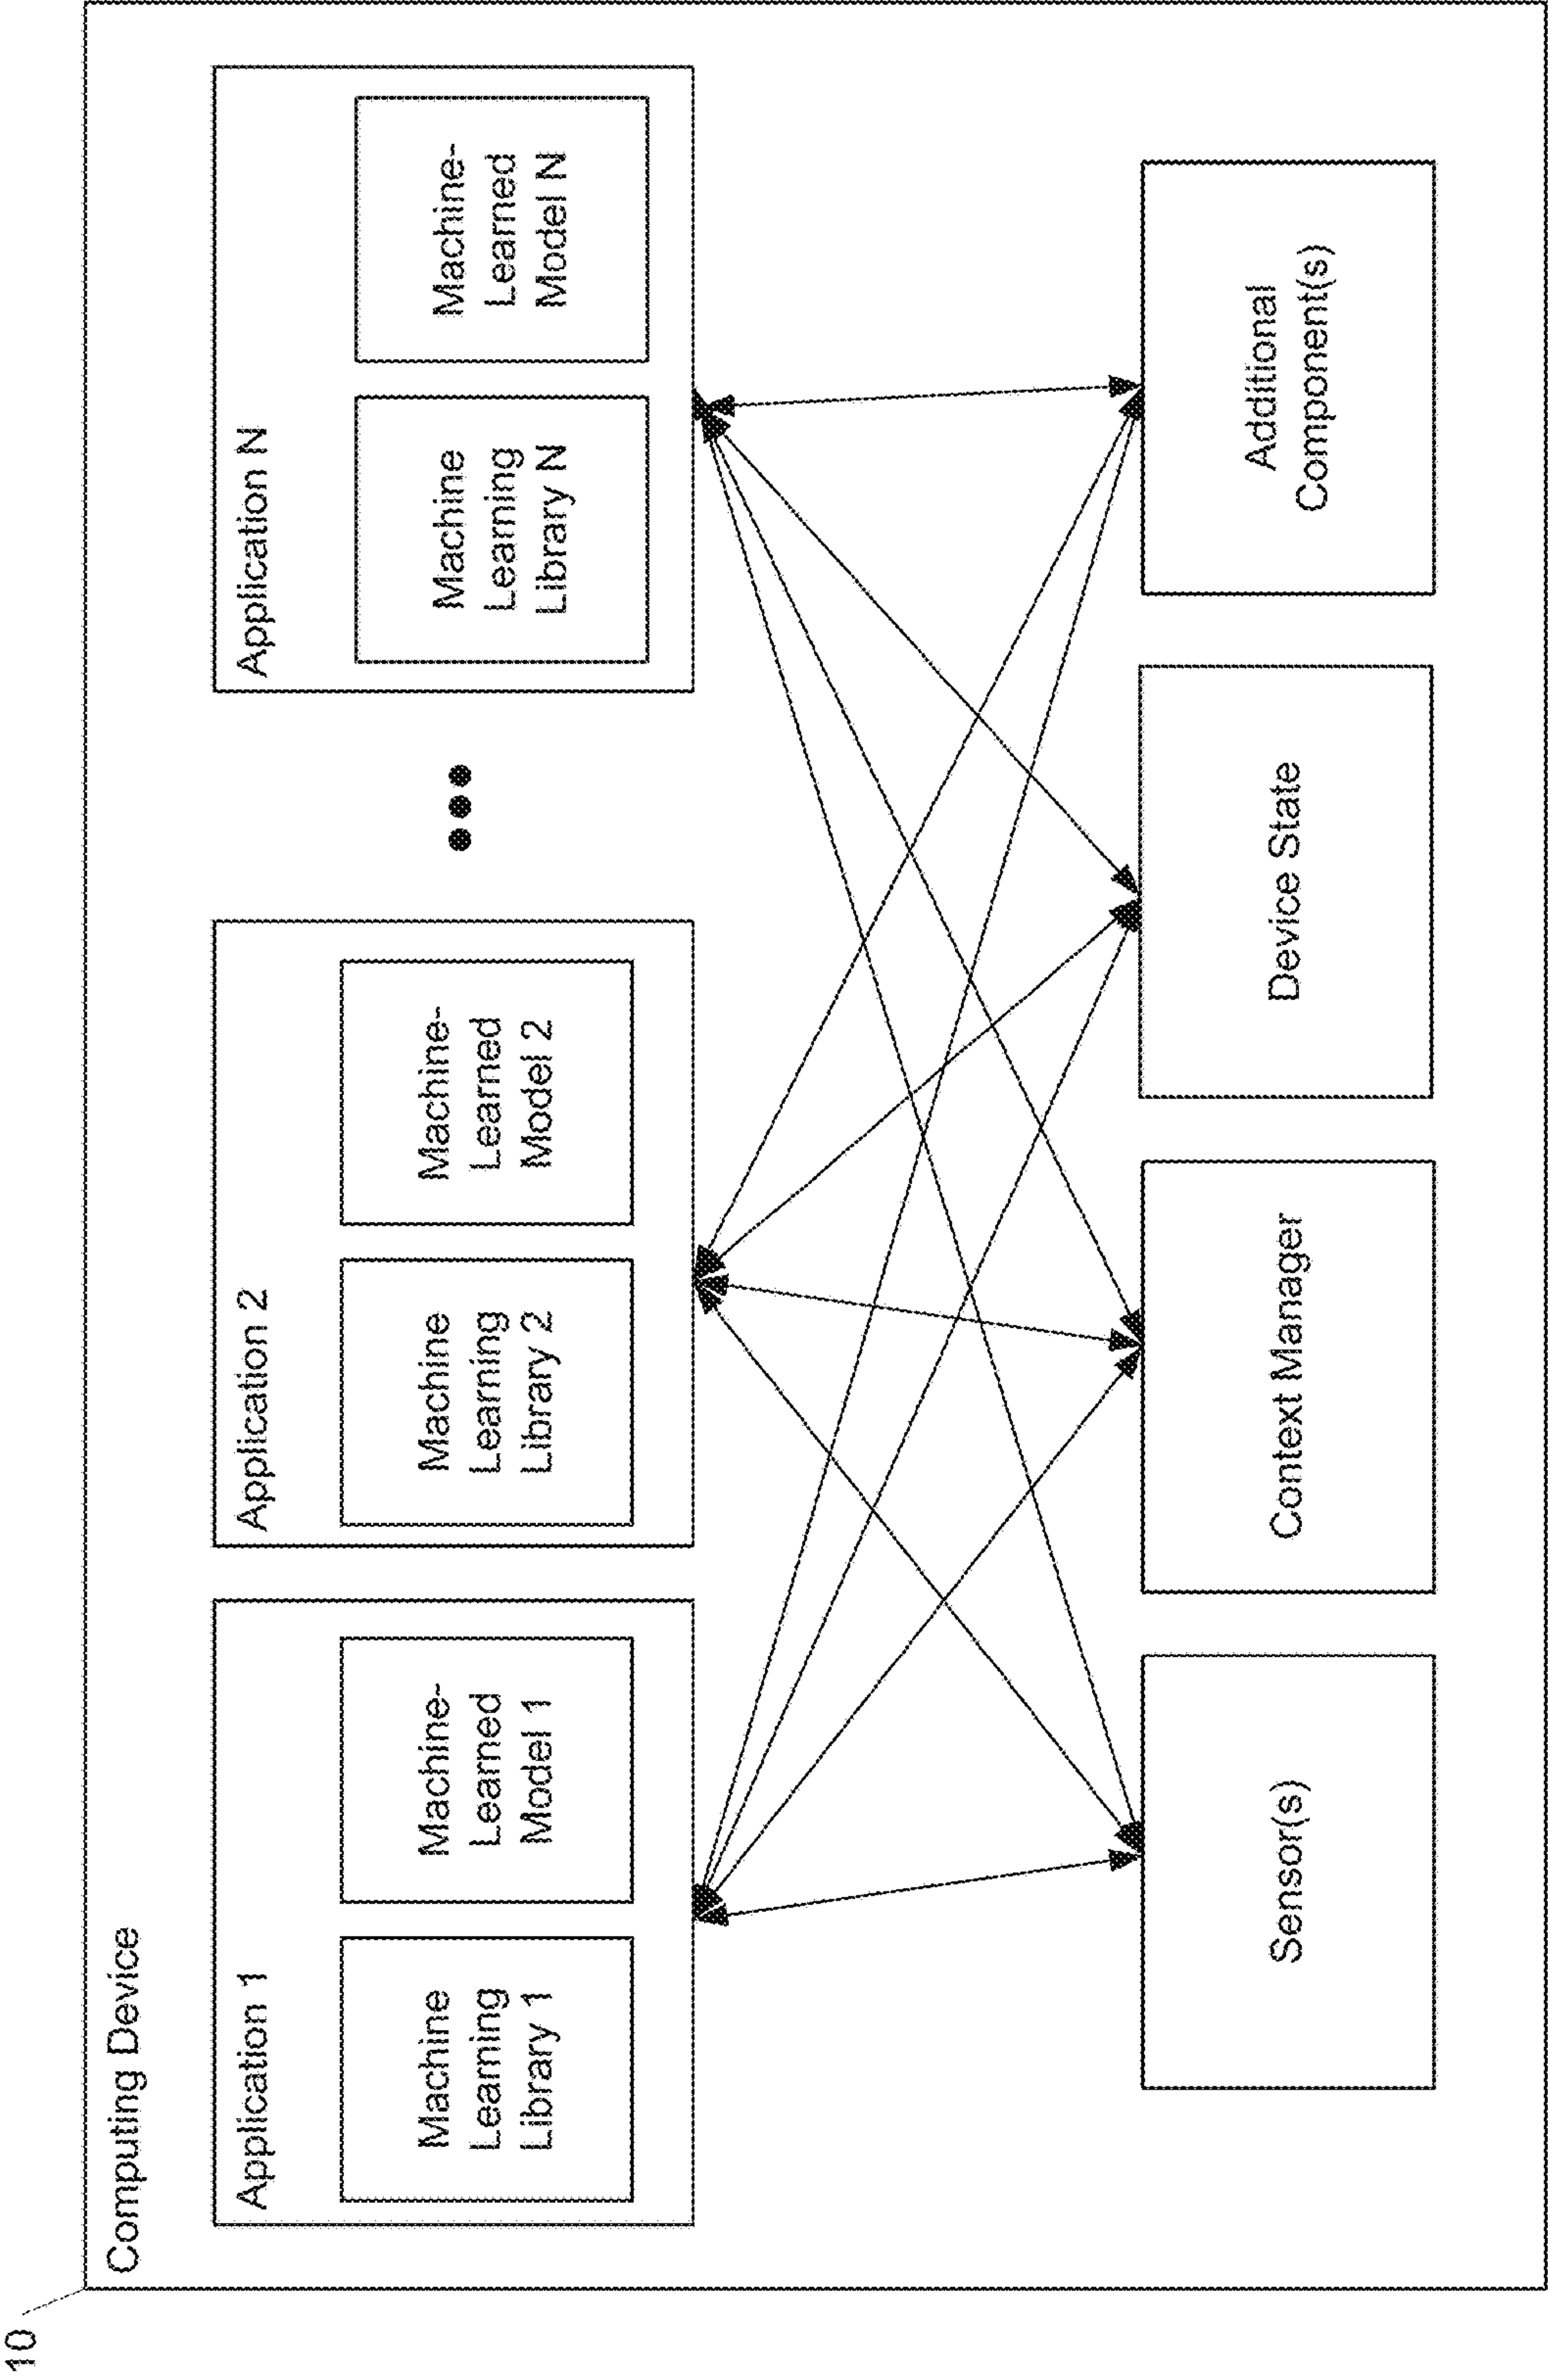 10
Computing Device
Application 1
Machine
Learning
Library 1
Machine-
Learned
Model 1
Application 2
Machine
Learning
Library 2
Machine-
Learned
Model 2
Application N
Machine
Learning
Library N
Machine-
Learned
Model N
Sensor(s)
Context Manager
Device State
Additional
Component(s)